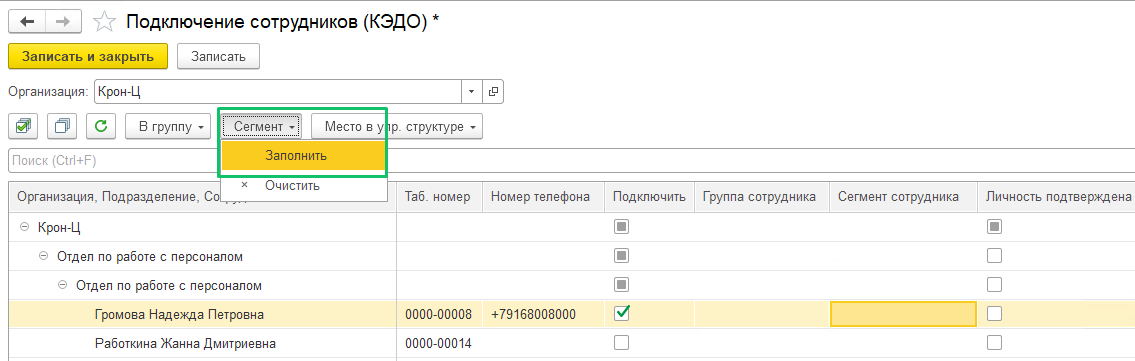 Подключение сотрудников (КЭДО) *
Записать и закрыть Записать
Организация: Крон-Ц
В группу Сегмент Место в упр. структуре
Заполнить
Поиск (Ctrl+F)
Очистить
Организация, Подразделение, Таб. номер Номер телефона Подключить Группа сотрудника Сегмент сотрудника Личность подтверждена
Крон-Ц
Отдел по работе с персоналом
Отдел по работе с персоналом
Громова Надежда Петровна 0000-00008 +79168008000
Работкина Жанна Дмитриевна 0000-00014